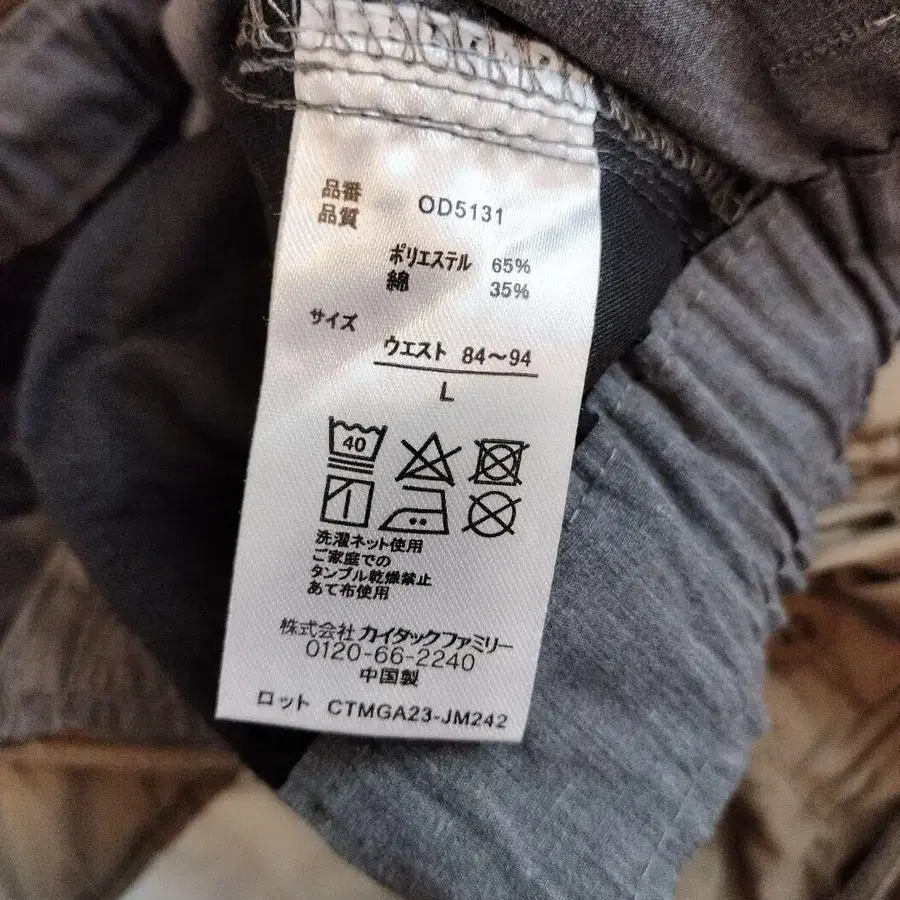 品番 OD5131
品質
ポリエステル 65%
綿 35%
サイズ
ウエスト 84〜94
L
40
洗濯ネット使用
ご家庭での
タンブル乾燥禁止
あて布使用
株式会社 カイタックファミリー
0120-66-2240
中国製
ロット CTMGA23-JM242